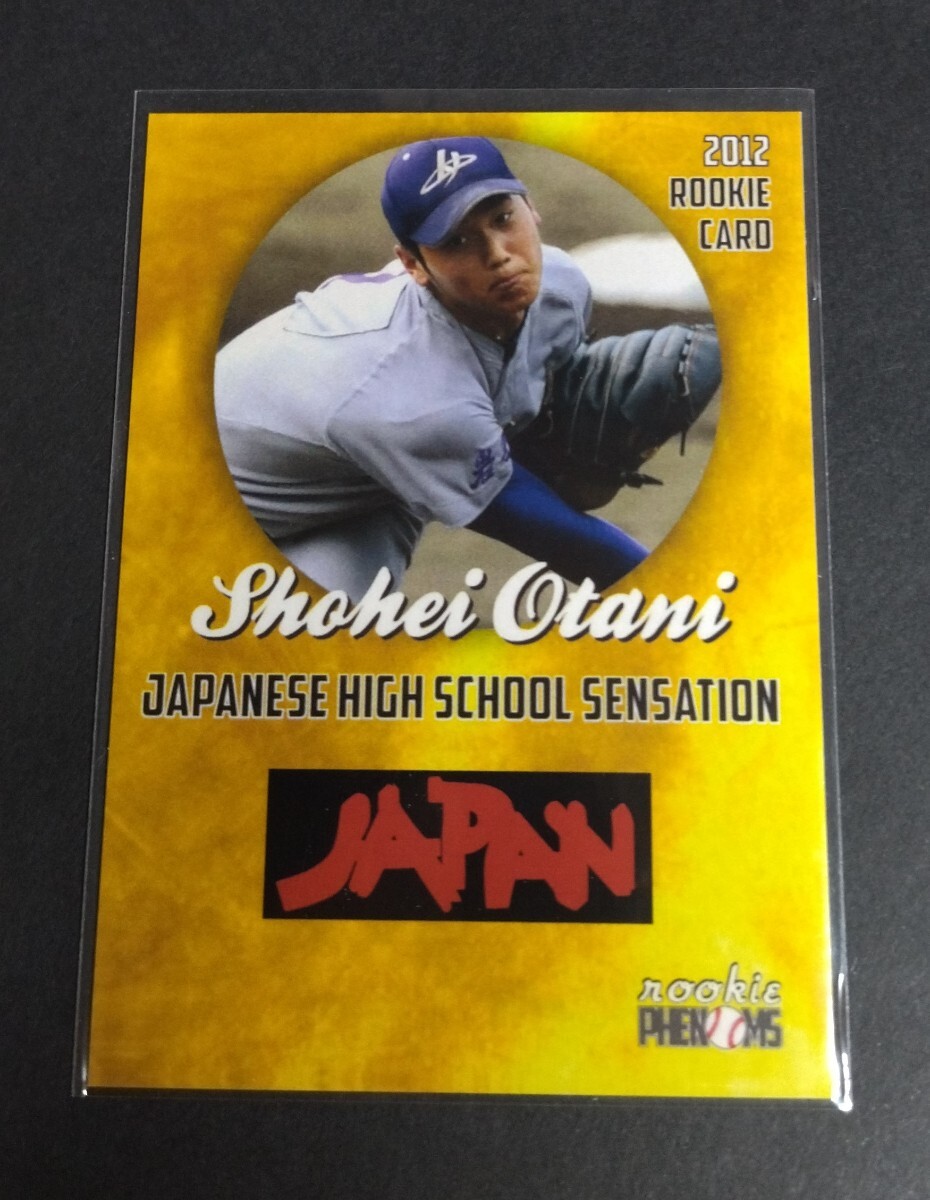 2012
ROOKIE
CARD
Shohei Otani
JAPANESE HIGH SCHOOL SENSATION
JAPAN
rookie
PHENOMS